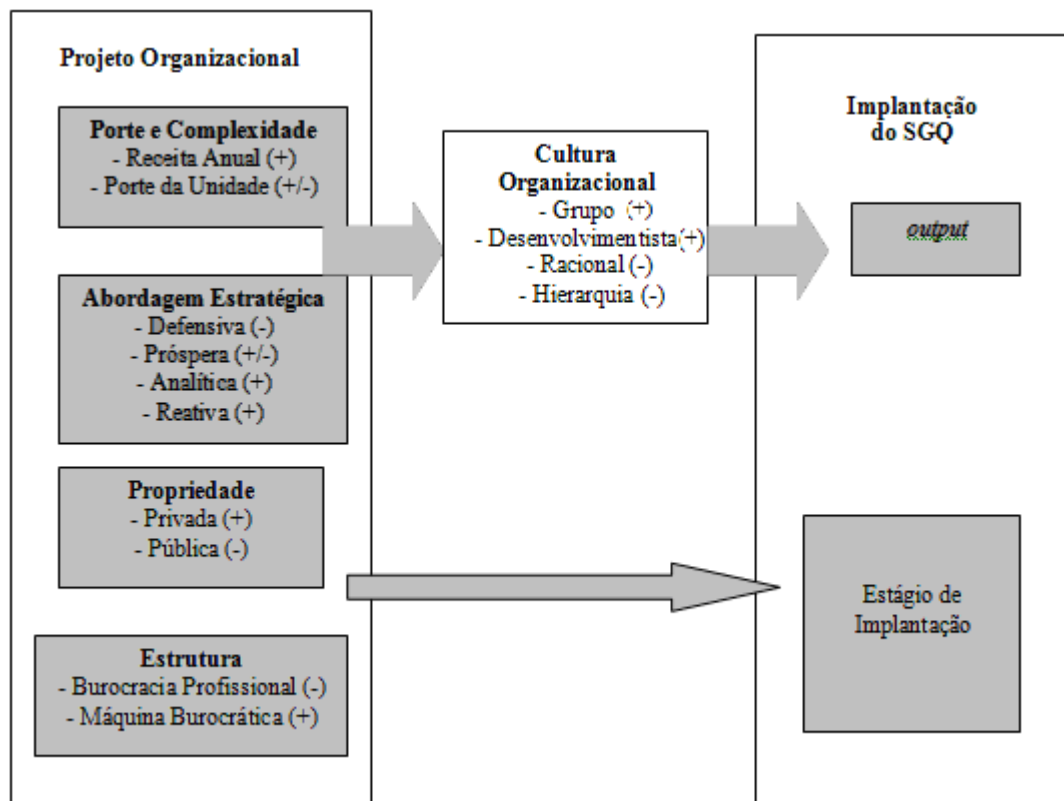 Projeto Organizacional
Porte e Complexidade
- Receita Anual (+)
- Porte da Unidade (+/-)
Abordagem Estratégica
- Defensiva (-)
- Próspera (+/-)
- Analítica (+)
- Reativa (+)
Propriedade
- Privada (+)
- Pública (-)
Estrutura
- Burocracia Profissional (-)
- Máquina Burocrática (+)
Cultura
Organizacional
- Grupo (+)
- Desenvolvimentista(+)
- Racional (-)
- Hierarquia (-)
Implantação
do SGQ
output
Estágio de
Implantação